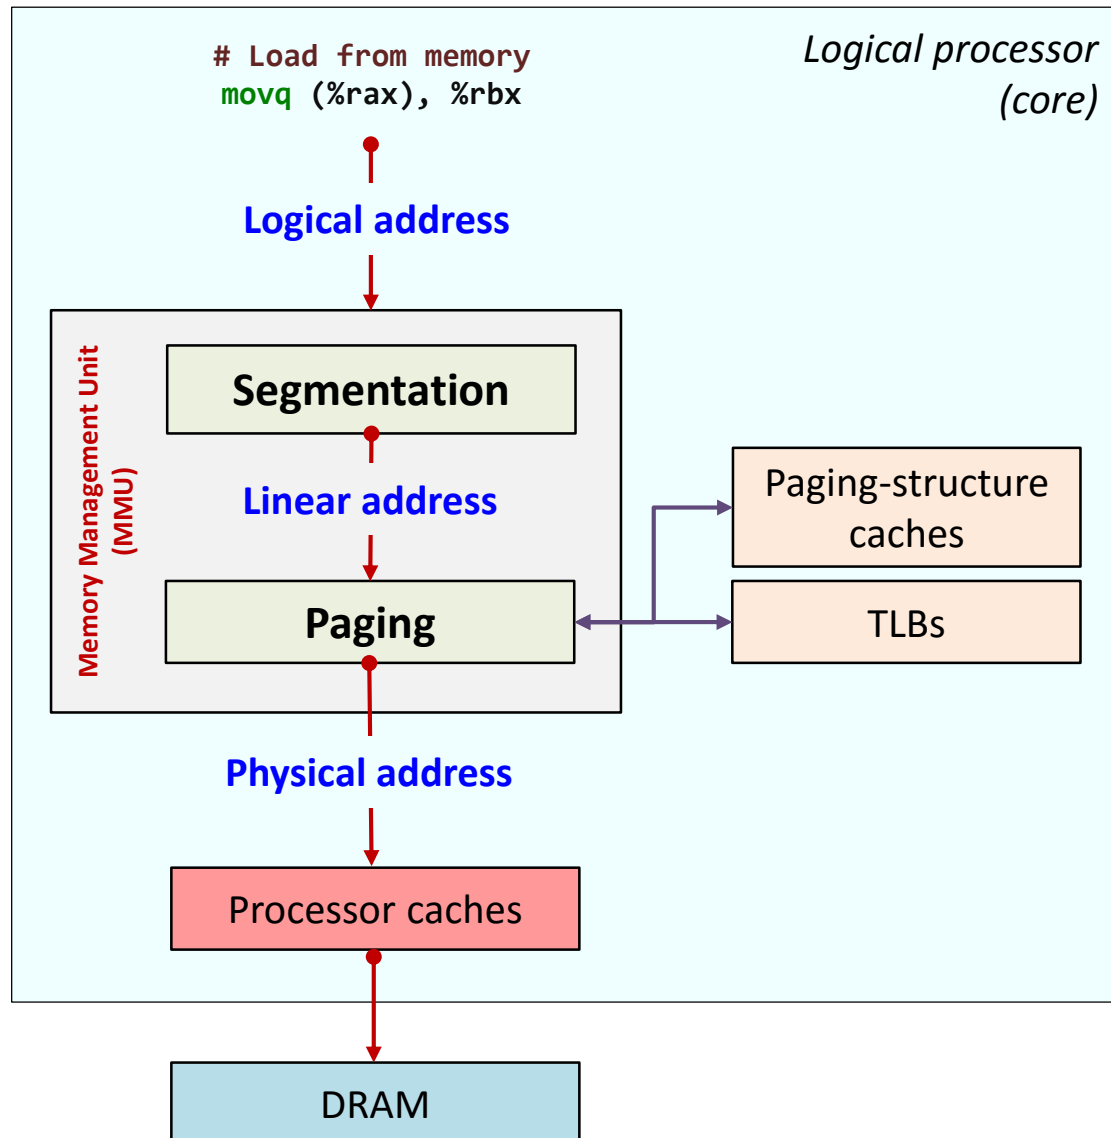 # Load from memory
movq (%rax), %rbx
Logical processor
(core)
Logical address
Memory Management Unit
(MMU)
Segmentation
Linear address
Paging
Paging-structure
caches
TLBs
Physical address
Processor caches
DRAM